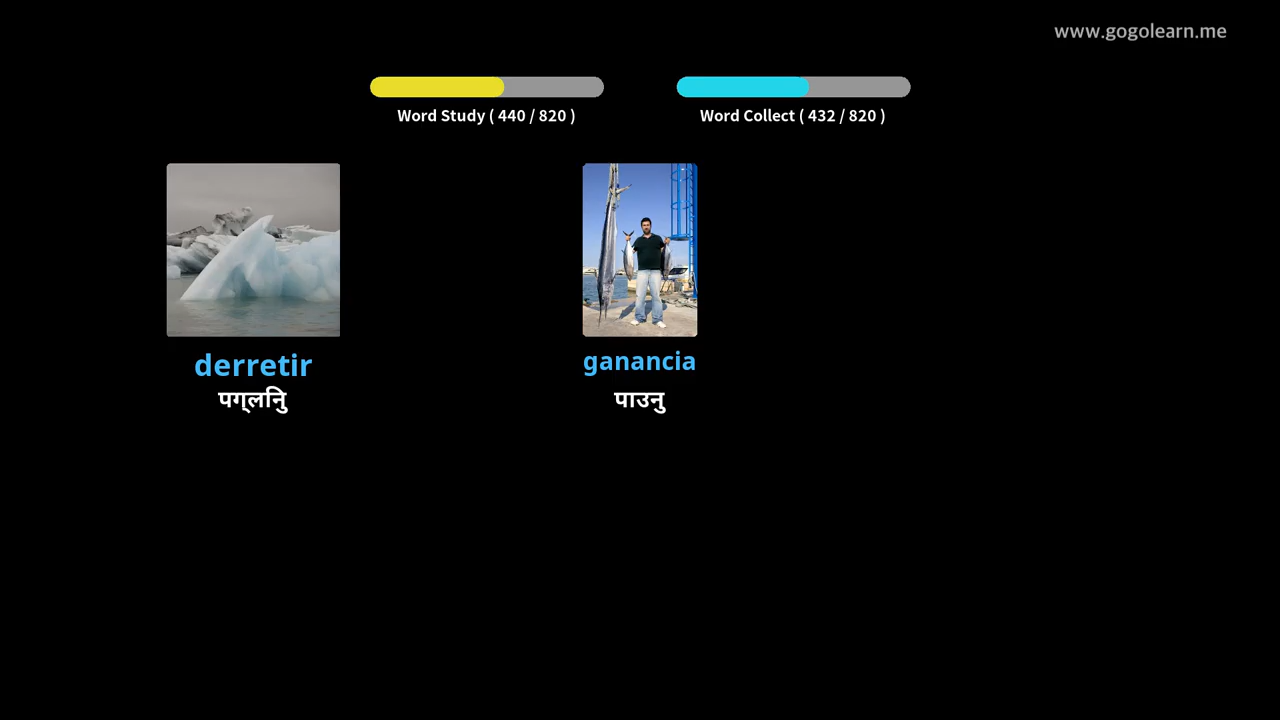 www.gogolearn.me
Word Study ( 440 / 820 )
Word Collect ( 432 / 820 )
derretir
पग्लनिु
ganancia
पाउनु